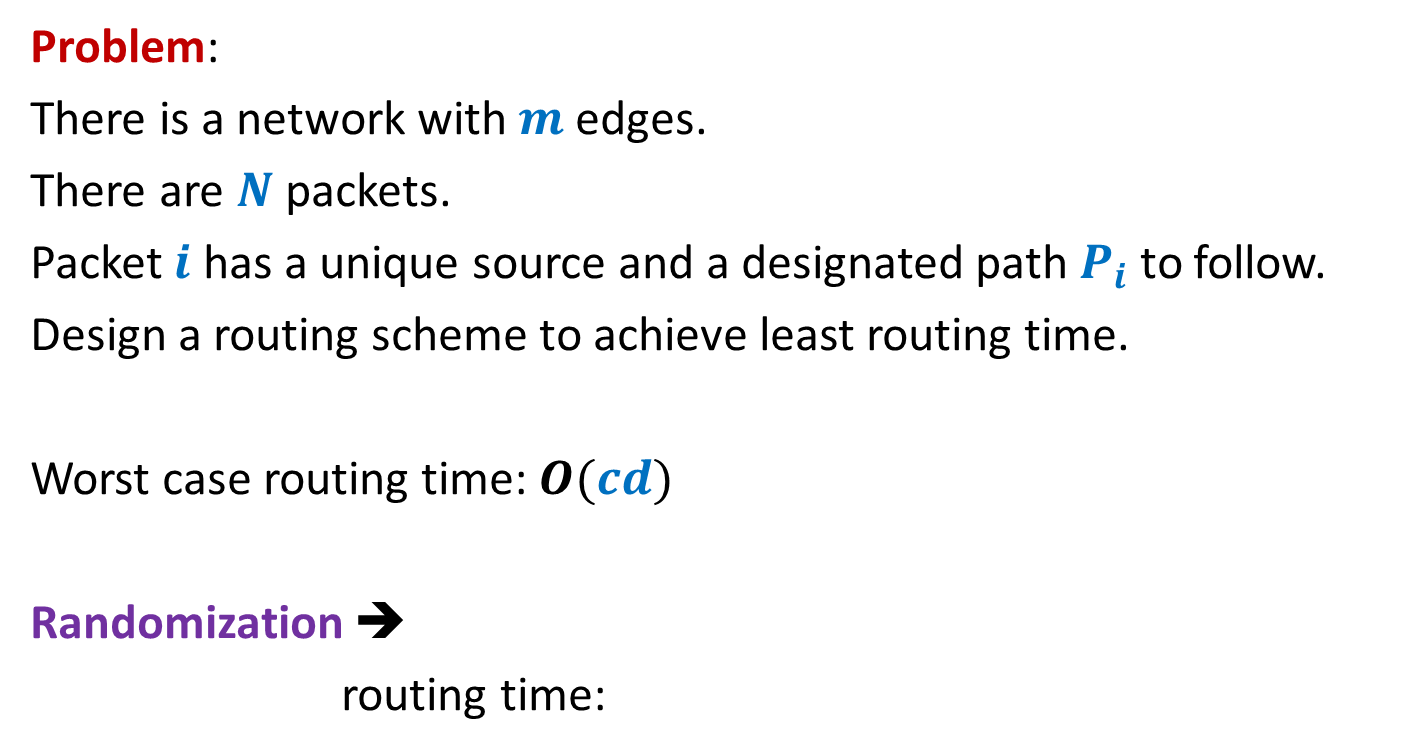 Problem:
There is a network with m edges.
There are N packets.
Packet i has a unique source and a designated path P_i to follow.
Design a routing scheme to achieve least routing time.
Worst case routing time: O(cd)
Randomization ➔
routing time: